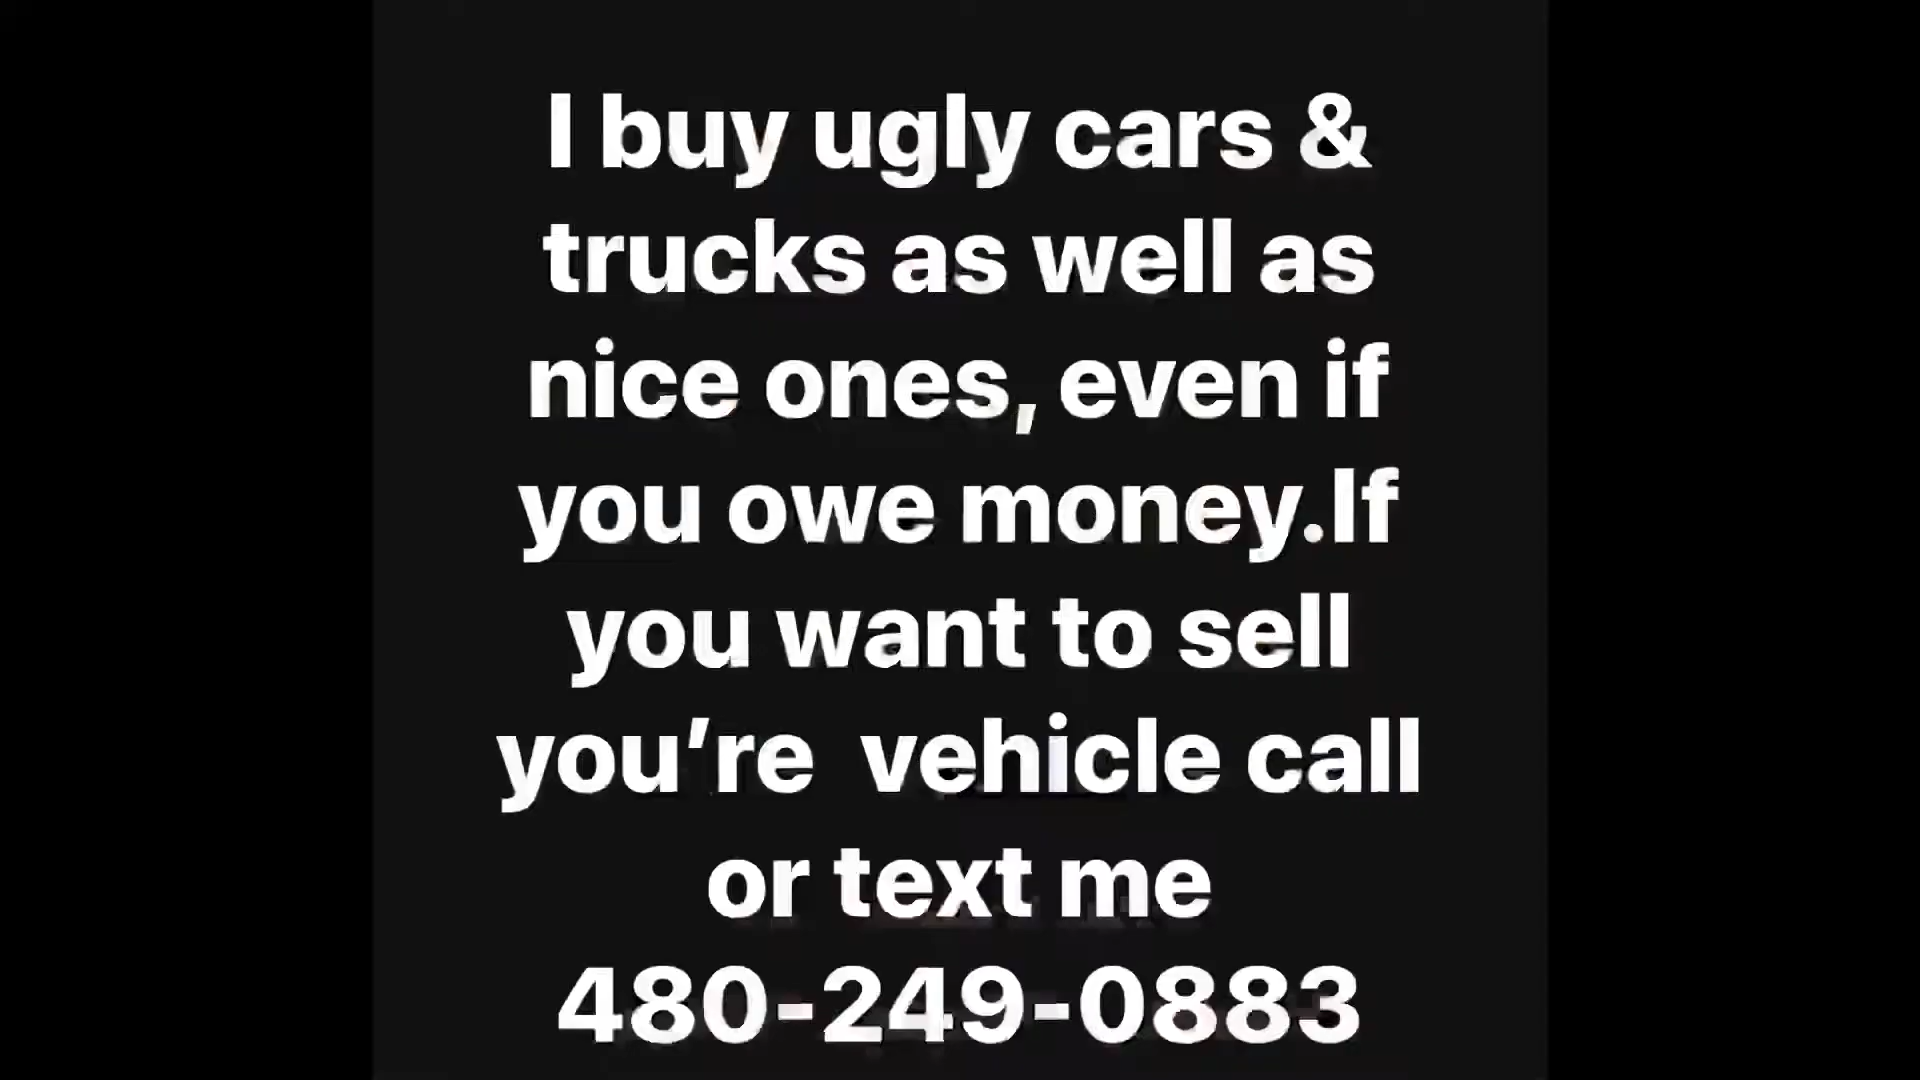 I buy ugly cars &
trucks as well as
nice ones, even if
you owe money.If
you want to sell
you’re  vehicle call
or text me
480-249-0883